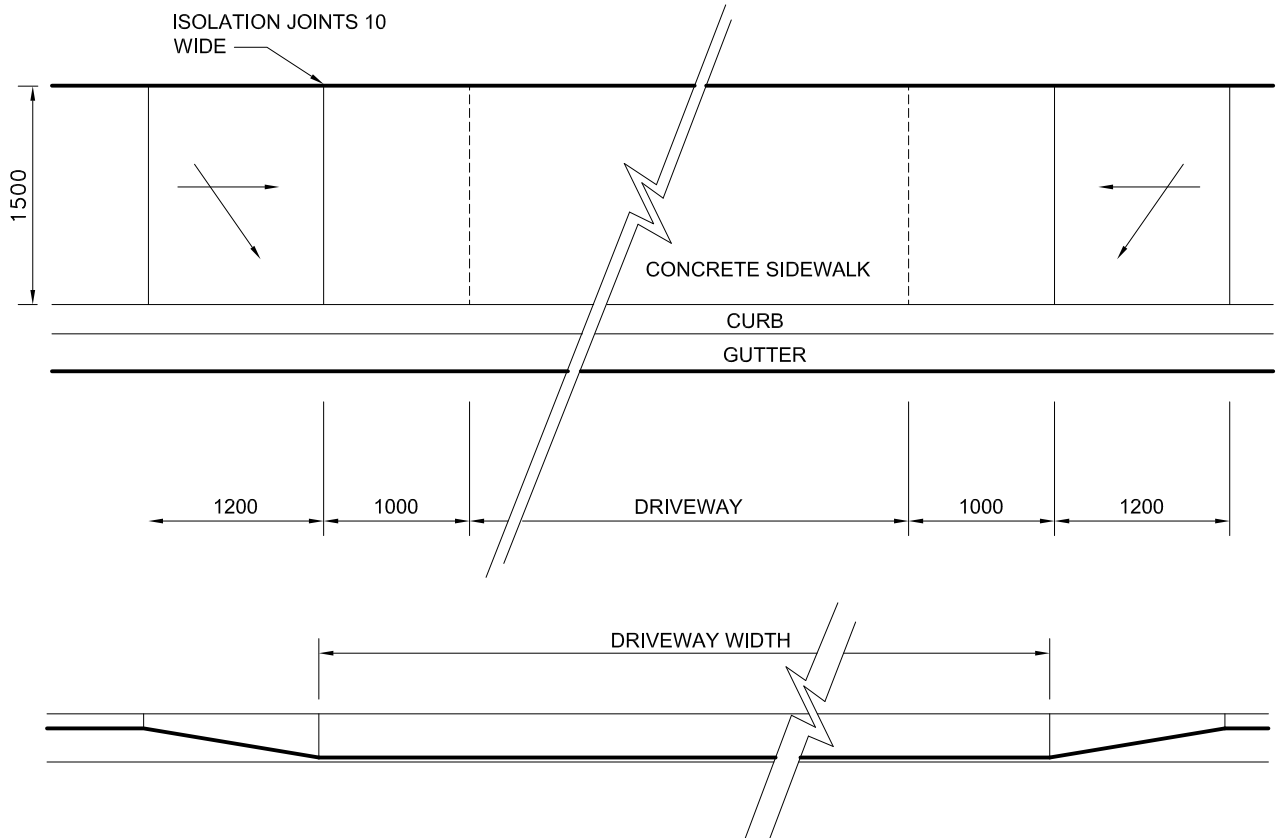 ISOLATION JOINTS 10
WIDE
1500
CONCRETE SIDEWALK
CURB
GUTTER
1200
1000
DRIVEWAY
1000
1200
DRIVEWAY WIDTH